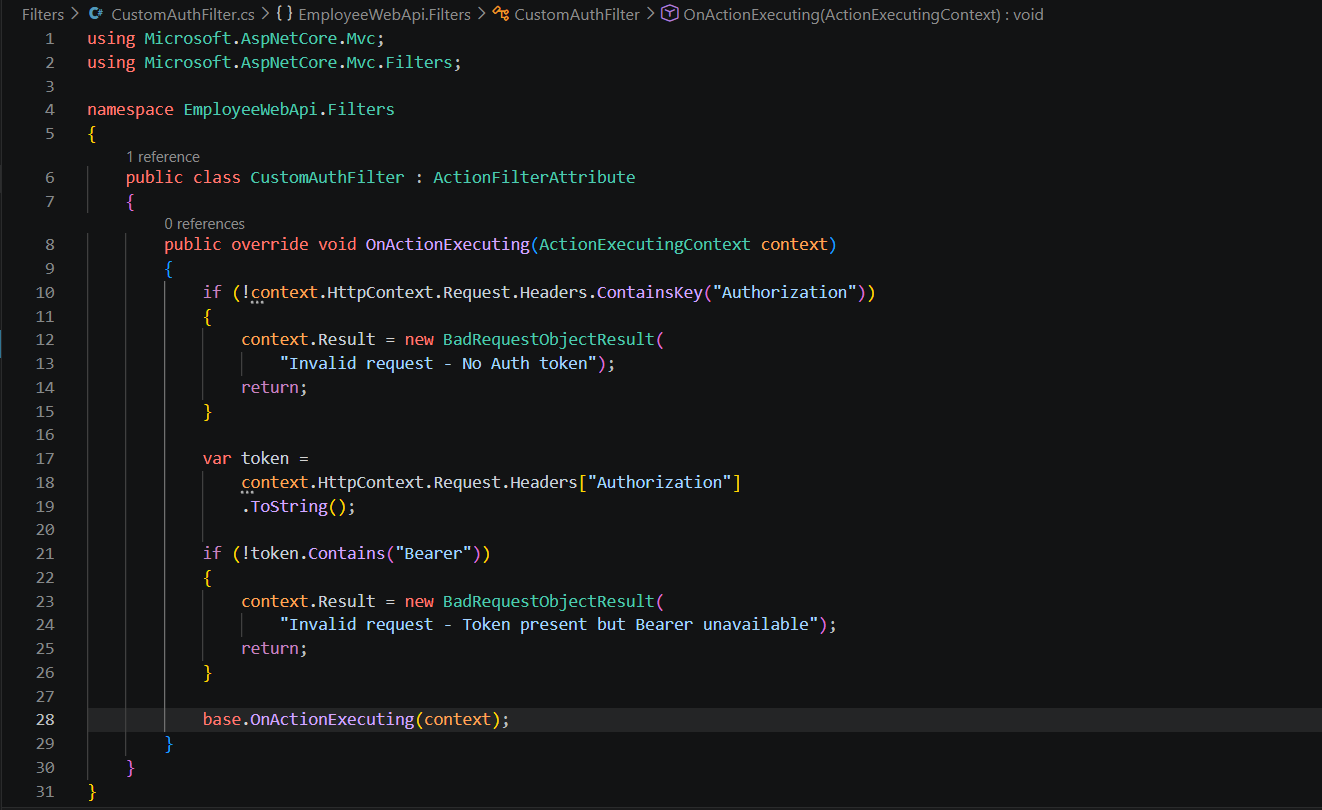 Filters > C# CustomAuthFilter.cs > { } EmployeeWebApi.Filters > CustomAuthFilter > OnActionExecuting(ActionExecutingContext) : void
1 using Microsoft.AspNetCore.Mvc;
2 using Microsoft.AspNetCore.Mvc.Filters;
3
4 namespace EmployeeWebApi.Filters
5 {
1 reference
6     public class CustomAuthFilter : ActionFilterAttribute
7     {
0 references
8         public override void OnActionExecuting(ActionExecutingContext context)
9         {
10             if (!context.HttpContext.Request.Headers.ContainsKey("Authorization"))
11             {
12                 context.Result = new BadRequestObjectResult(
13                     "Invalid request - No Auth token");
14                 return;
15             }
16
17             var token =
18                 context.HttpContext.Request.Headers["Authorization"]
19                 .ToString();
20
21             if (!token.Contains("Bearer"))
22             {
23                 context.Result = new BadRequestObjectResult(
24                     "Invalid request - Token present but Bearer unavailable");
25                 return;
26             }
27
28             base.OnActionExecuting(context);
29         }
30     }
31 }